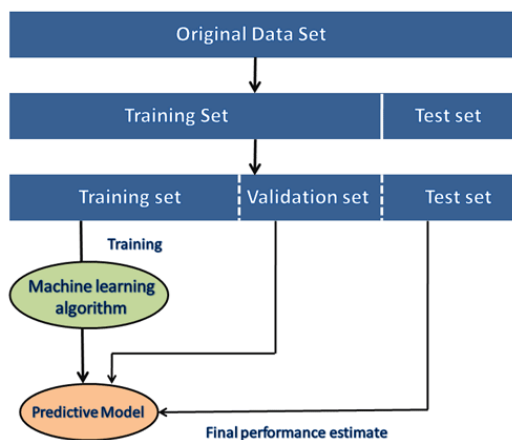 Original Data Set
Training Set
Test set
Training set
Validation set
Test set
Training
Machine learning
algorithm
Predictive Model
Final performance estimate